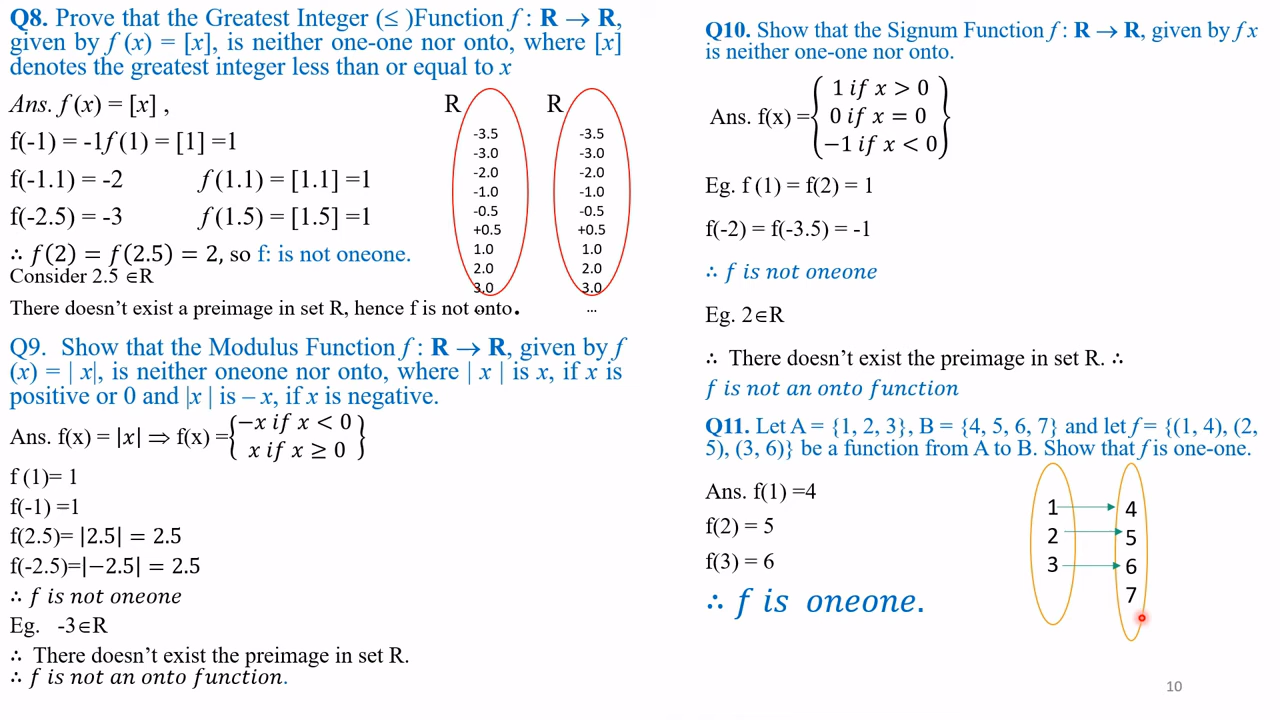 Q8. Prove that the Greatest Integer (≤ )Function f : R → R,
given by f (x) = [x], is neither one-one nor onto, where [x]
denotes the greatest integer less than or equal to x
Ans. f (x) = [x] ,
f(-1) = -1f (1) = [1] =1
f(-1.1) = -2 f (1.1) = [1.1] =1
f(-2.5) = -3 f (1.5) = [1.5] =1
∴ f(2) = f(2.5) = 2, so f: is not oneone.
Consider 2.5 ∈R
There doesn't exist a preimage in set R, hence f is not onto.
R R
-3.5 -3.5
-3.0 -3.0
-2.0 -2.0
-1.0 -1.0
-0.5 -0.5
+0.5 +0.5
1.0 1.0
2.0 2.0
3.0 3.0
.. ...
Q9. Show that the Modulus Function f : R → R, given by f
(x) = | x|, is neither oneone nor onto, where | x | is x, if x is
positive or 0 and |x | is – x, if x is negative.
Ans. f(x) = |x| ⇒ f(x) = {−x if x < 0
x if x ≥ 0 }
f (1)= 1
f(-1) =1
f(2.5)= |2.5| = 2.5
f(-2.5)=|−2.5| = 2.5
∴ f is not oneone
Eg. -3∈R
∴ There doesn't exist the preimage in set R.
∴ f is not an onto function.
Q10. Show that the Signum Function f : R → R, given by f x
is neither one-one nor onto.
Ans. f(x) = { 1 if x > 0
0 if x = 0
−1 if x < 0 }
Eg. f (1) = f(2) = 1
f(-2) = f(-3.5) = -1
∴ f is not oneone
Eg. 2∈R
∴ There doesn't exist the preimage in set R. ∴
f is not an onto function
Q11. Let A = {1, 2, 3}, B = {4, 5, 6, 7} and let f = {(1, 4), (2,
5), (3, 6)} be a function from A to B. Show that f is one-one.
Ans. f(1) =4
f(2) = 5
f(3) = 6
∴ f is oneone.
1 4
2 5
3 6
7
10